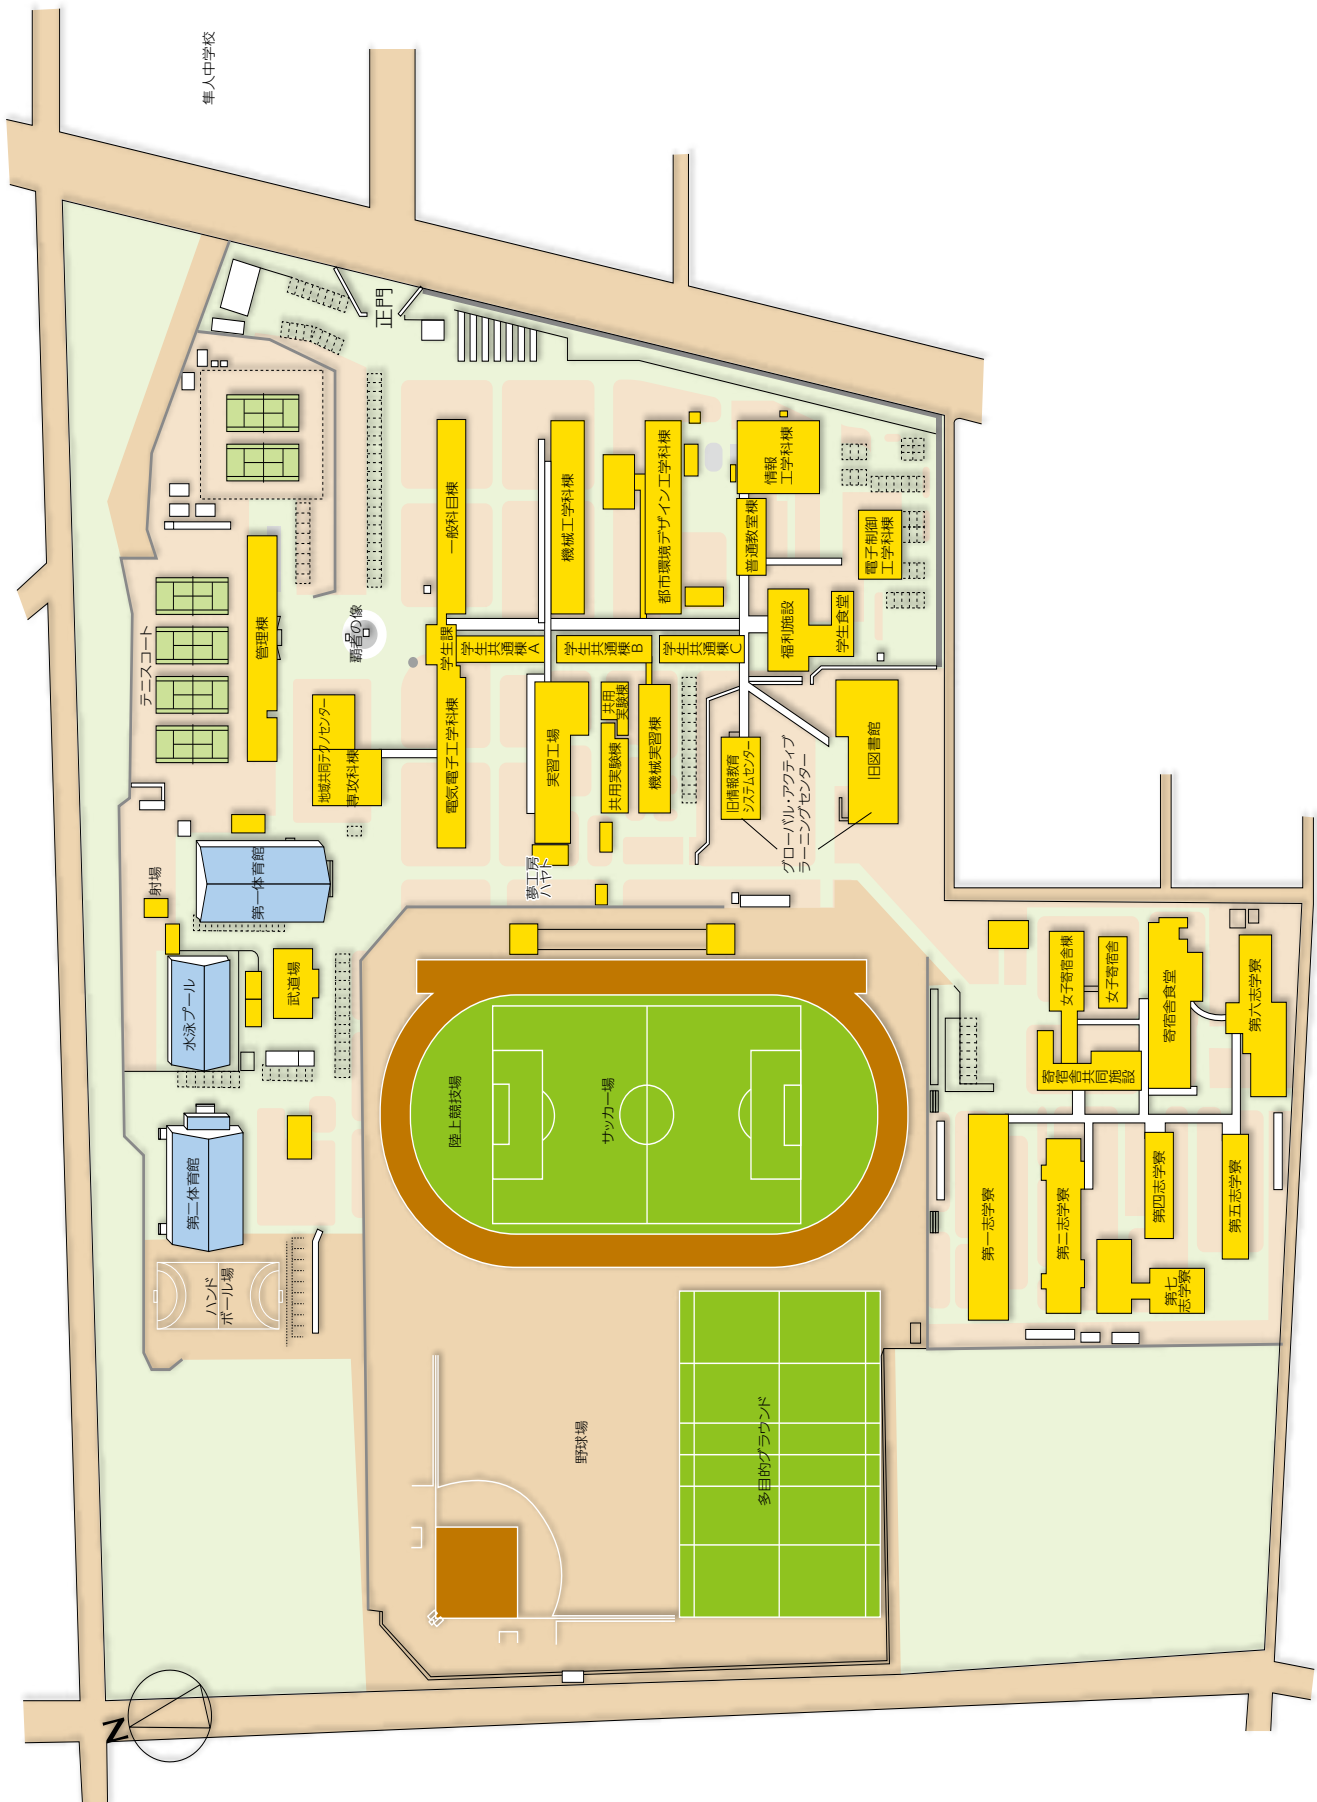 隼人中学校
正門
テニスコート
管理棟
覇者の像
一般科目棟
機械工学科棟
都市環境デザイン工学科棟
情報
工学科棟
普通教室棟
電子制御
工学科棟
学生課
学生共通棟A
学生共通棟B
学生共通棟C
福利施設
学生食堂
地域共同テクノセンター
専攻科棟
電気電子工学科棟
実習工場
共用
実験棟
共用実験棟
機械実習棟
旧情報教育
システムセンター
グローバル・アクティブ
ラーニングセンター
旧図書館
夢工房
ハヤト
射場
第一体育館
水泳プール
武道場
第二体育館
ハンド
ボール場
陸上競技場
サッカー場
野球場
多目的グラウンド
女子寄宿舎棟
女子寄宿舎
寄宿舎食堂
第六志学寮
寄宿舎共同施設
第一志学寮
第二志学寮
第四志学寮
第五志学寮
第七
志学寮
N